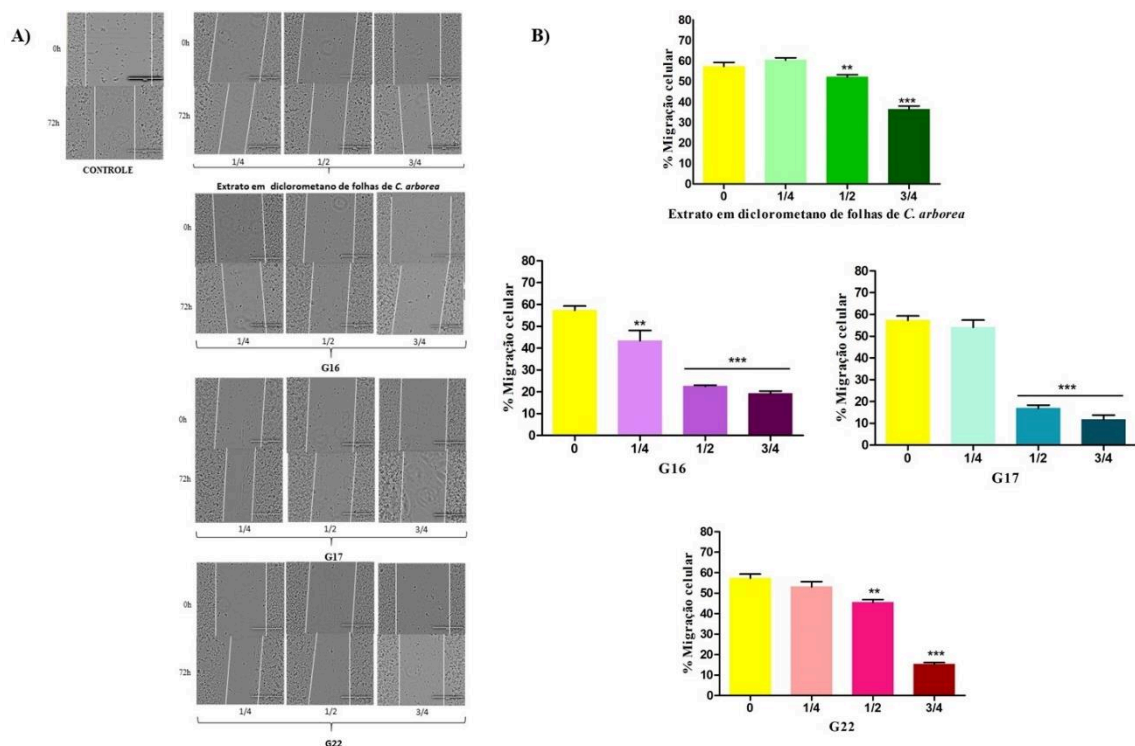 A)
0h
72h
CONTROLE
1/4 1/2 3/4
Extrato em diclorometano de folhas de C. arborea
0h
72h
1/4 1/2 3/4
G16
0h
72h
1/4 1/2 3/4
G17
0h
72h
1/4 1/2 3/4
G22
B)
% Migração celular
80
70
60
50
40
30
20
10
0
**
***
0 1/4 1/2 3/4
Extrato em diclorometano de folhas de C. arborea
% Migração celular
80
70
60
50
40
30
20
10
0
**
***
0 1/4 1/2 3/4
G16
% Migração celular
80
70
60
50
40
30
20
10
0
***
0 1/4 1/2 3/4
G17
% Migração celular
80
70
60
50
40
30
20
10
0
**
***
0 1/4 1/2 3/4
G22